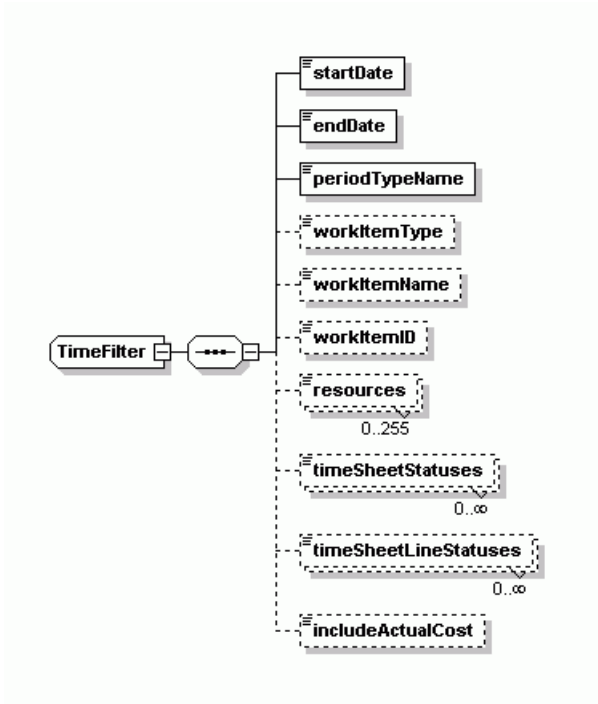 startDate
endDate
periodTypeName
workItemType
workItemName
TimeFilter
workItemID
resources
0..255
timeSheetStatuses
0..∞
timeSheetLineStatuses
0..∞
includeActualCost